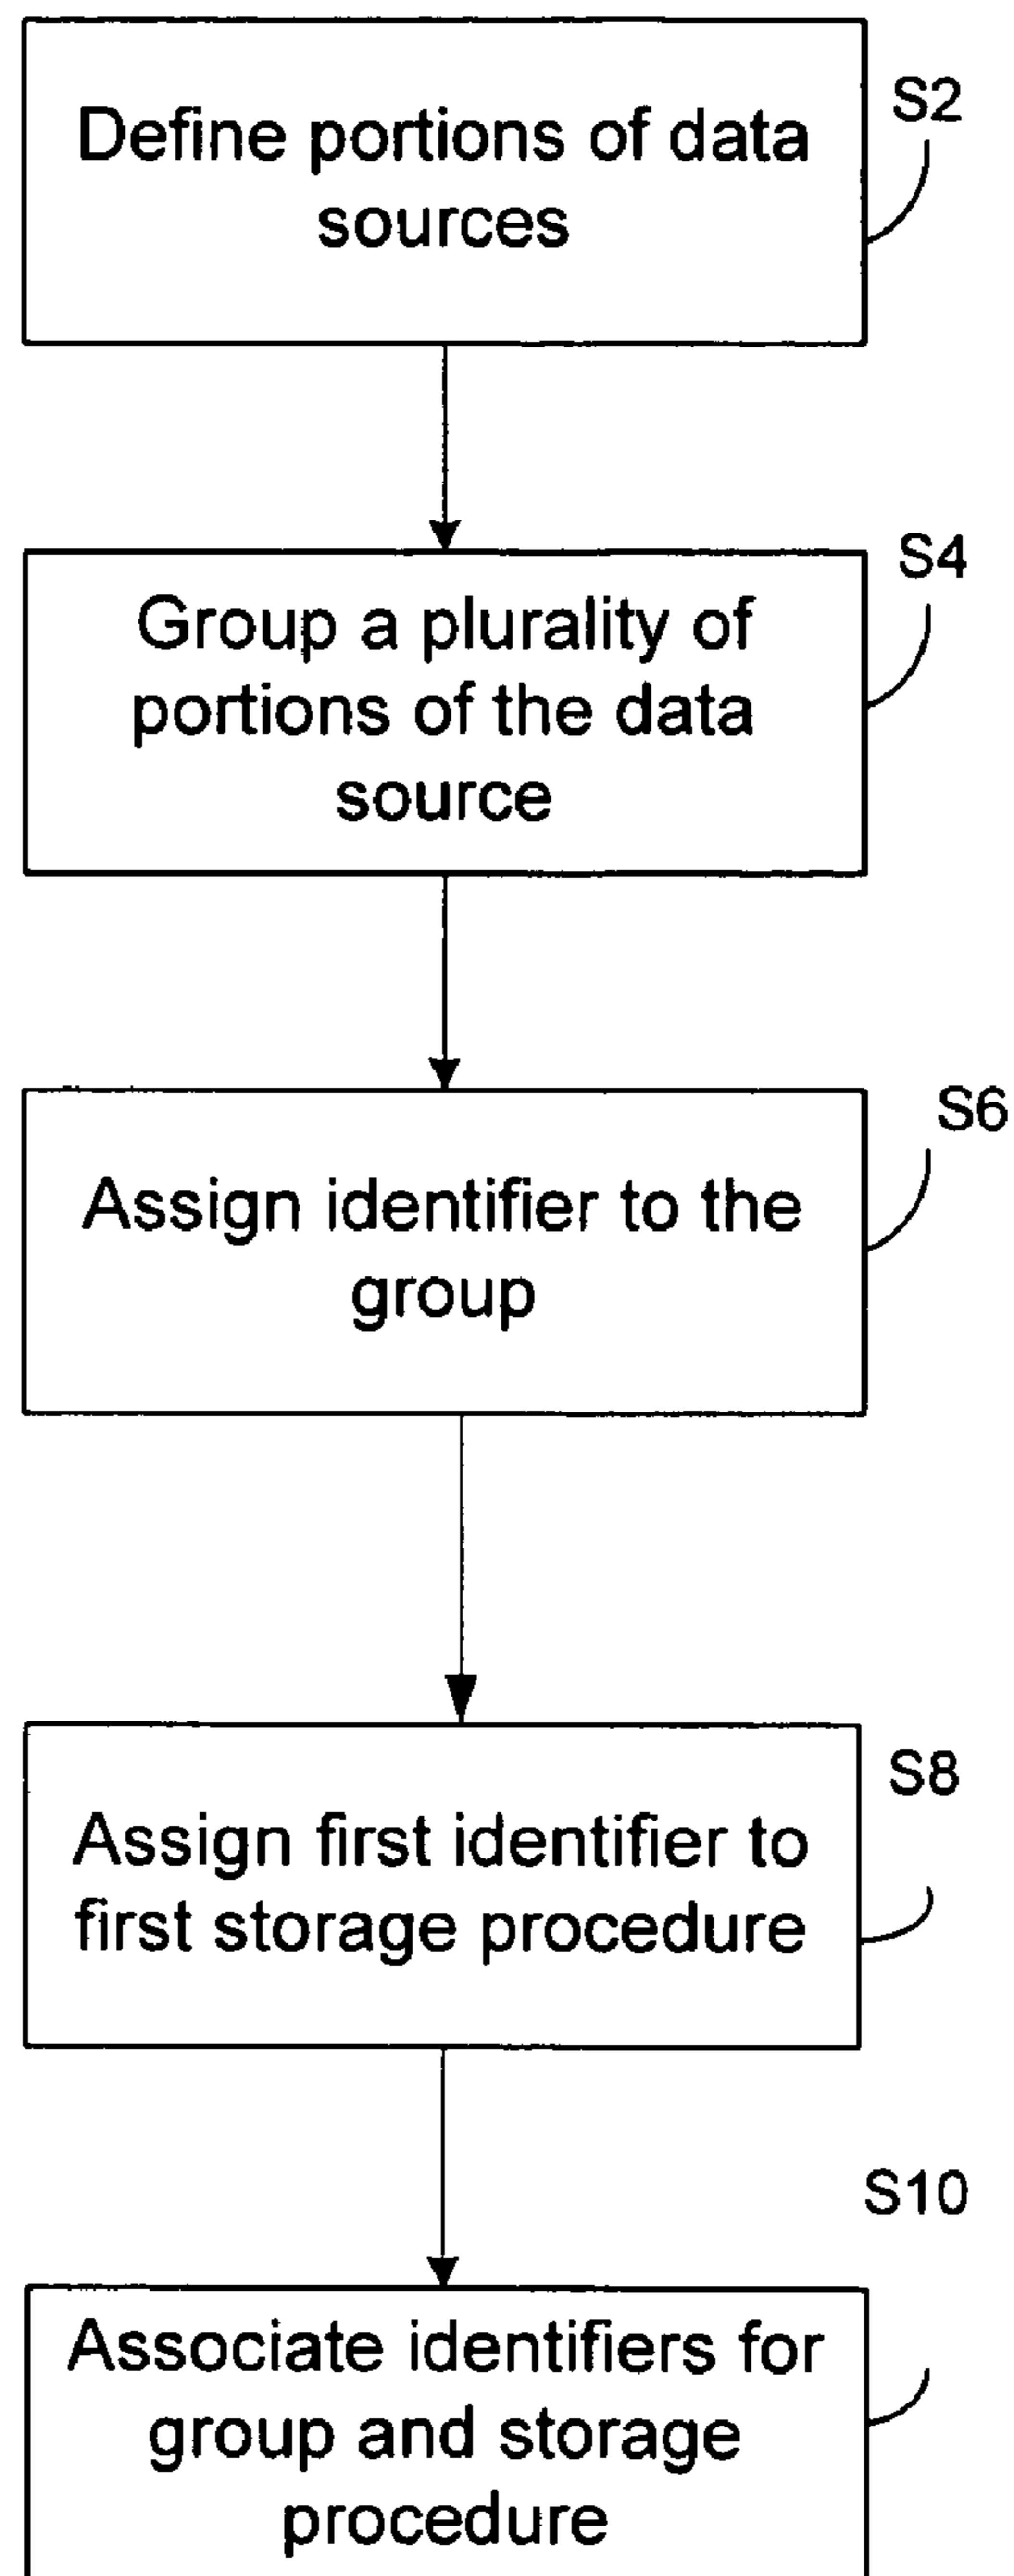 S2
Define portions of data
sources
S4
Group a plurality of
portions of the data
source
S6
Assign identifier to the
group
S8
Assign first identifier to
first storage procedure
S10
Associate identifiers for
group and storage
procedure